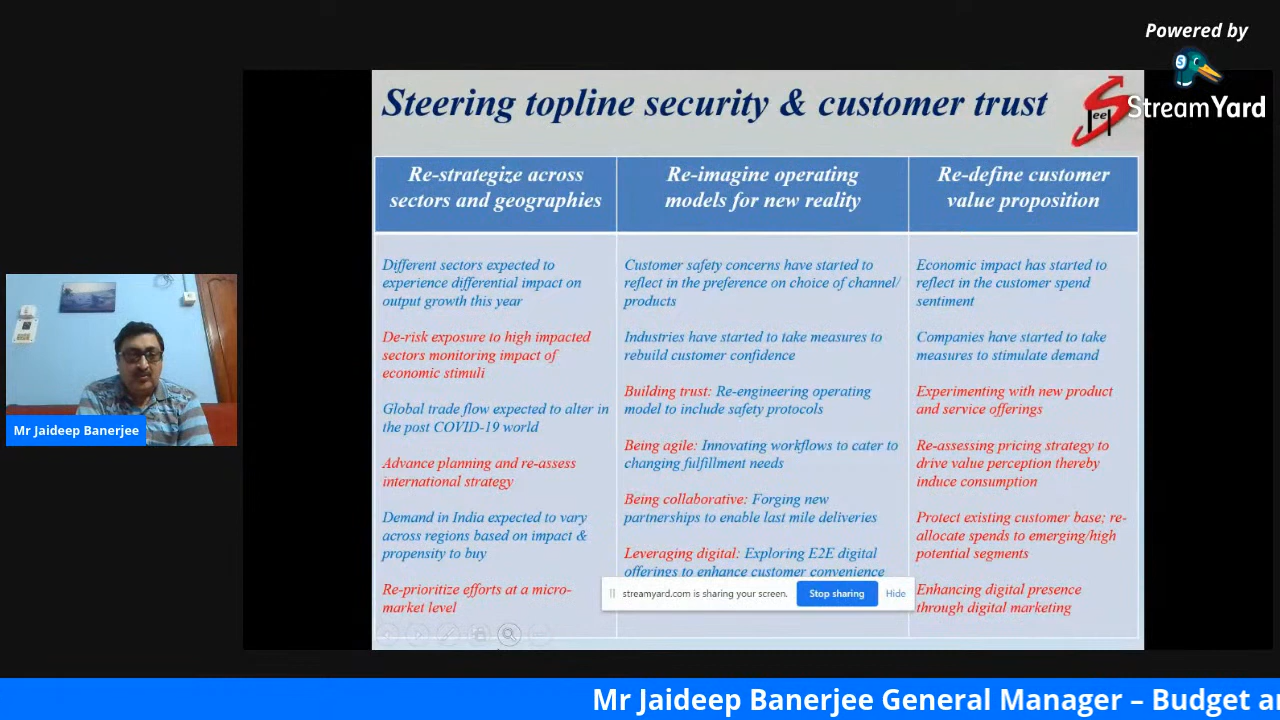 Powered by
StreamYard
Steering topline security & customer trust
eel
Re-strategize across
sectors and geographies
Re-imagine operating
models for new reality
Re-define customer
value proposition
Different sectors expected to
experience differential impact on
output growth this year
De-risk exposure to high impacted
sectors monitoring impact of
economic stimuli
Global trade flow expected to alter in
the post COVID-19 world
Advance planning and re-assess
international strategy
Demand in India expected to vary
across regions based on impact &
propensity to buy
Re-prioritize efforts at a micro-
market level
Customer safety concerns have started to
reflect in the preference on choice of channel/
products
Industries have started to take measures to
rebuild customer confidence
Building trust: Re-engineering operating
model to include safety protocols
Being agile: Innovating workflows to cater to
changing fulfillment needs
Being collaborative: Forging new
partnerships to enable last mile deliveries
Leveraging digital: Exploring E2E digital
offerings to enhance customer convenience
Economic impact has started to
reflect in the customer spend
sentiment
Companies have started to take
measures to stimulate demand
Experimenting with new product
and service offerings
Re-assessing pricing strategy to
drive value perception thereby
induce consumption
Protect existing customer base; re-
allocate spends to emerging/high
potential segments
Enhancing digital presence
through digital marketing
streamyard.com is sharing your screen.
Stop sharing
Hide
Mr Jaideep Banerjee
Mr Jaideep Banerjee General Manager – Budget a